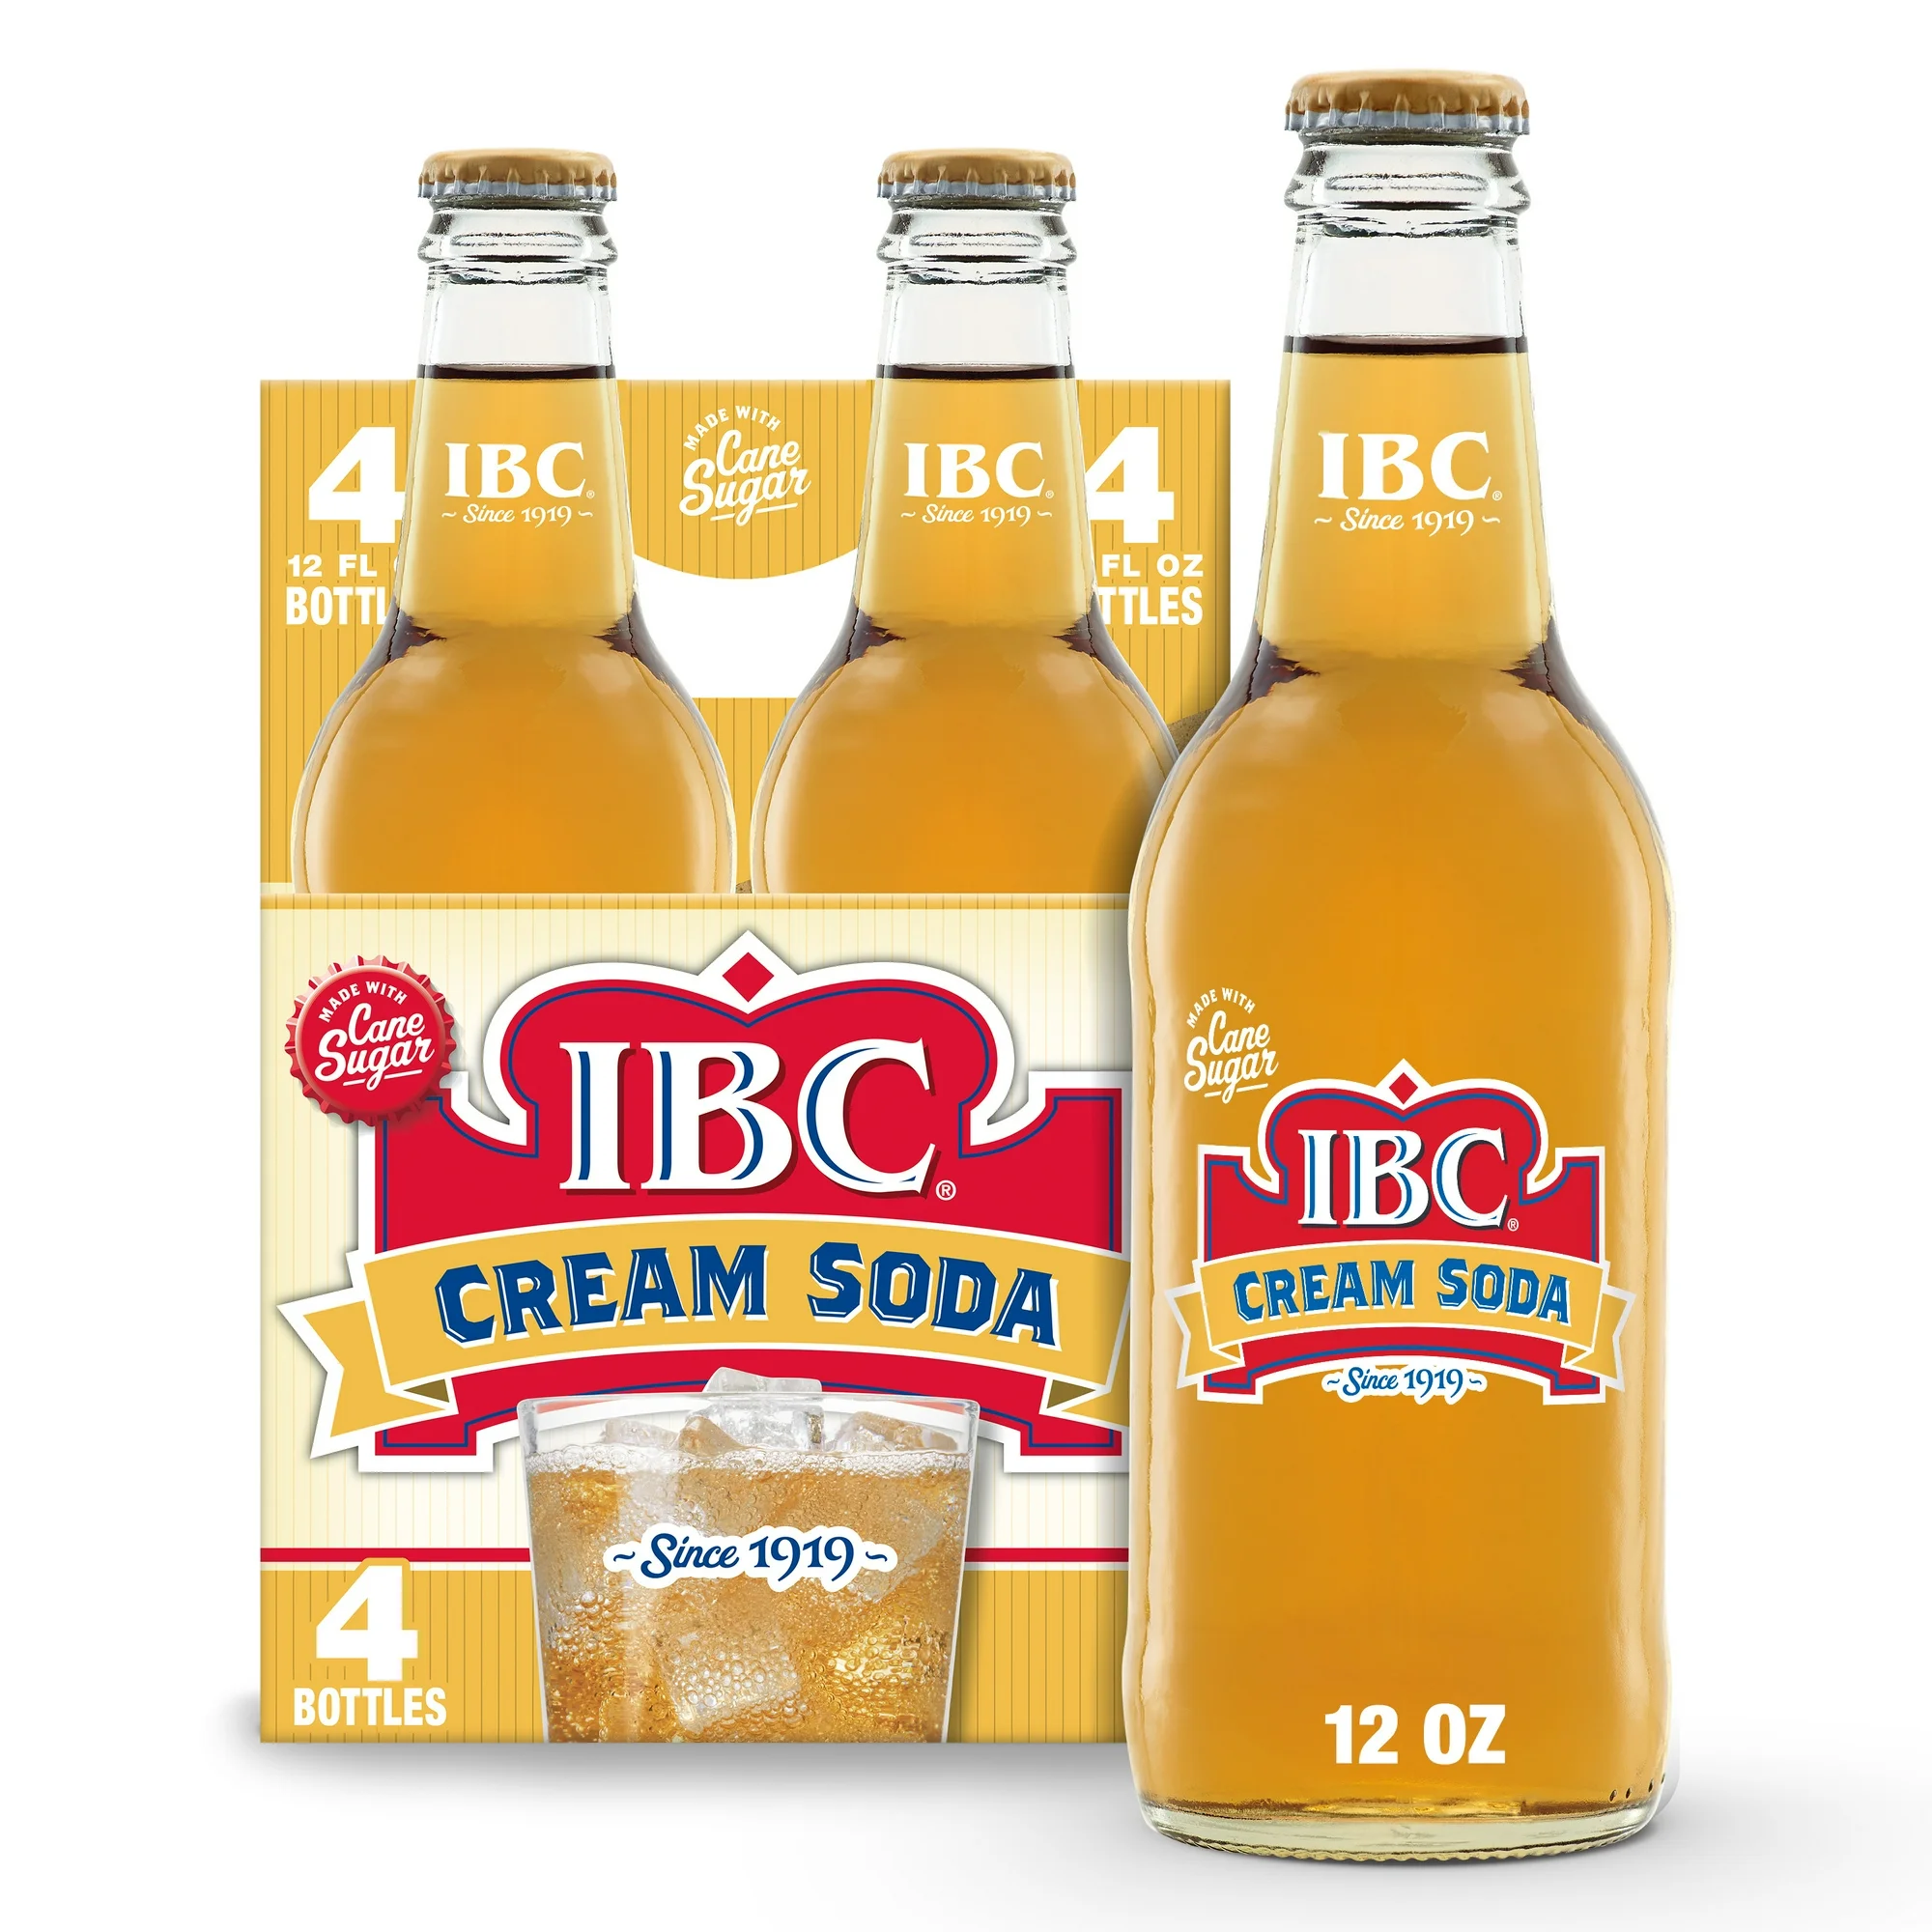 4
12 FL
BOTTL
IBC®
~ Since 1919 ~
MADE WITH
Cane
Sugar
IBC®
~ Since 1919 ~
4
FL OZ
TTLES
IBC®
~ Since 1919 ~
MADE WITH
Cane
Sugar
IBC®
CREAM SODA
~ Since 1919 ~
4
BOTTLES
MADE WITH
Cane
Sugar
IBC®
CREAM SODA
~ Since 1919 ~
12 OZ